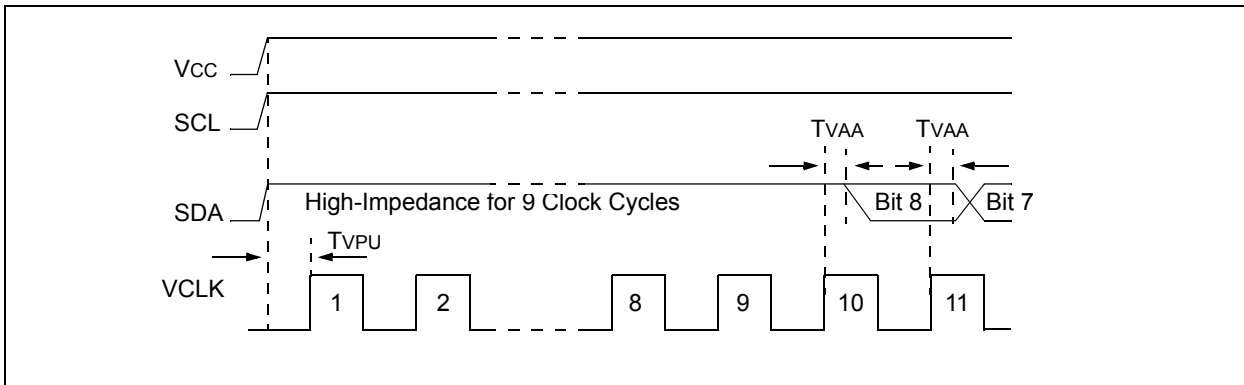 VCC
SCL
TVAA TVAA
SDA
High-Impedance for 9 Clock Cycles
Bit 8
Bit 7
TVPU
VCLK
1 2 8 9 10 11